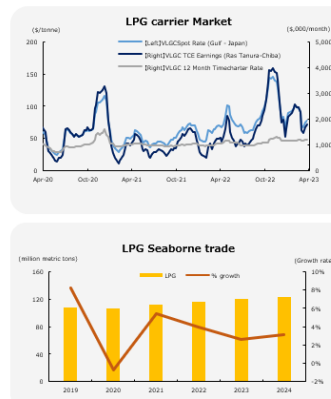 LPG carrier Market
($/tonne)
($,000/month)
[Left]VLGCSpot Rate (Gulf - Japan)
[Right]VLGC TCE Earnings (Ras Tanura-Chiba)
[Right]VLGC 12 Month Timecharter Rate
200
150
100
50
0
5,000
4,000
3,000
2,000
1,000
0
Apr-20
Oct-20
Apr-21
Oct-21
Apr-22
Oct-22
Apr-23
LPG Seaborne trade
(million metric tons)
(Growth rate
LPG
% growth
160
120
80
40
0
10%
8%
6%
4%
2%
0%
-2%
2019
2020
2021
2022
2023
2024